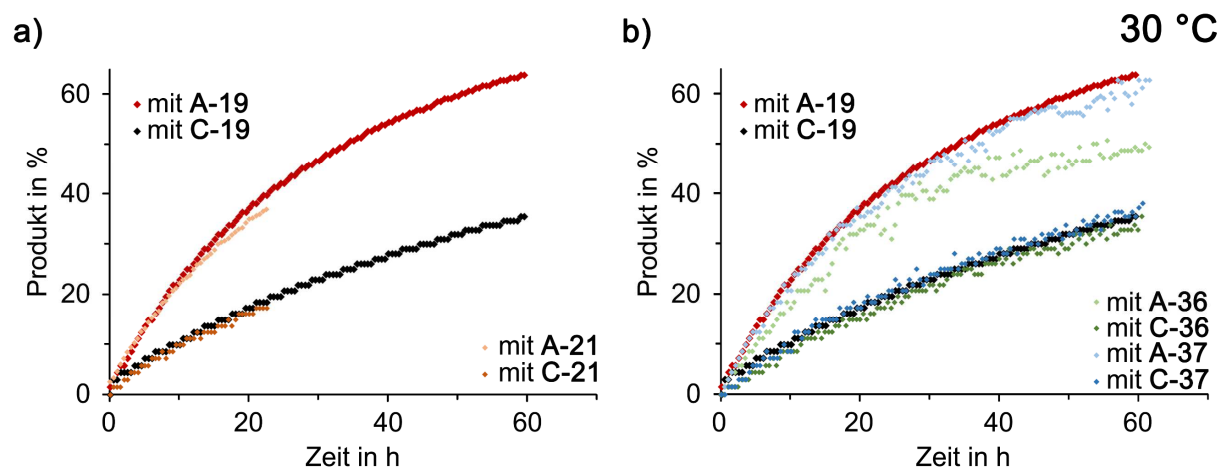 a)
60
40
20
0
Produkt in %
mit A-19
mit C-19
mit A-21
mit C-21
0 20 40 60
Zeit in h
b)
30 °C
60
40
20
0
Produkt in %
mit A-19
mit C-19
mit A-36
mit C-36
mit A-37
mit C-37
0 20 40 60
Zeit in h